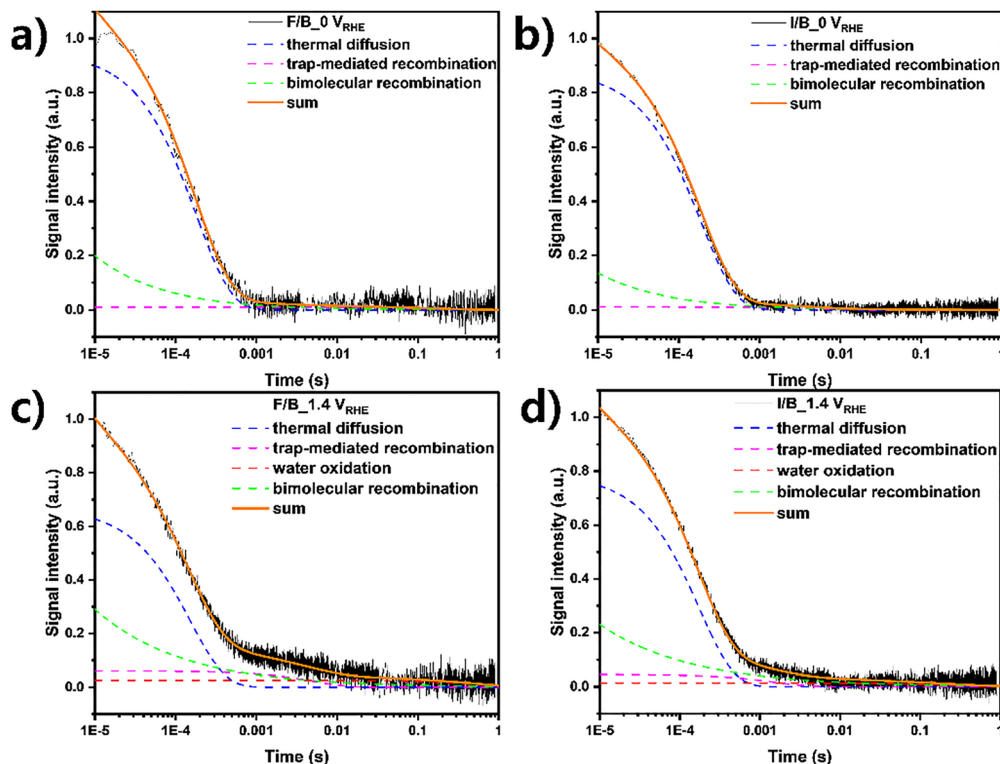 a)
F/B_0 V_RHE
thermal diffusion
trap-mediated recombination
bimolecular recombination
sum
Signal intensity (a.u.)
1.0
0.8
0.6
0.4
0.2
0.0
1E-5 1E-4 0.001 0.01 0.1 1
Time (s)
b)
I/B_0 V_RHE
thermal diffusion
trap-mediated recombination
bimolecular recombination
sum
Signal intensity (a.u.)
1.0
0.8
0.6
0.4
0.2
0.0
1E-5 1E-4 0.001 0.01 0.1 1
Time (s)
c)
F/B_1.4 V_RHE
thermal diffusion
trap-mediated recombination
water oxidation
bimolecular recombination
sum
Signal intensity (a.u.)
1.0
0.8
0.6
0.4
0.2
0.0
1E-5 1E-4 0.001 0.01 0.1 1
Time (s)
d)
I/B_1.4 V_RHE
thermal diffusion
trap-mediated recombination
water oxidation
bimolecular recombination
sum
Signal intensity (a.u.)
1.0
0.8
0.6
0.4
0.2
0.0
1E-5 1E-4 0.001 0.01 0.1 1
Time (s)